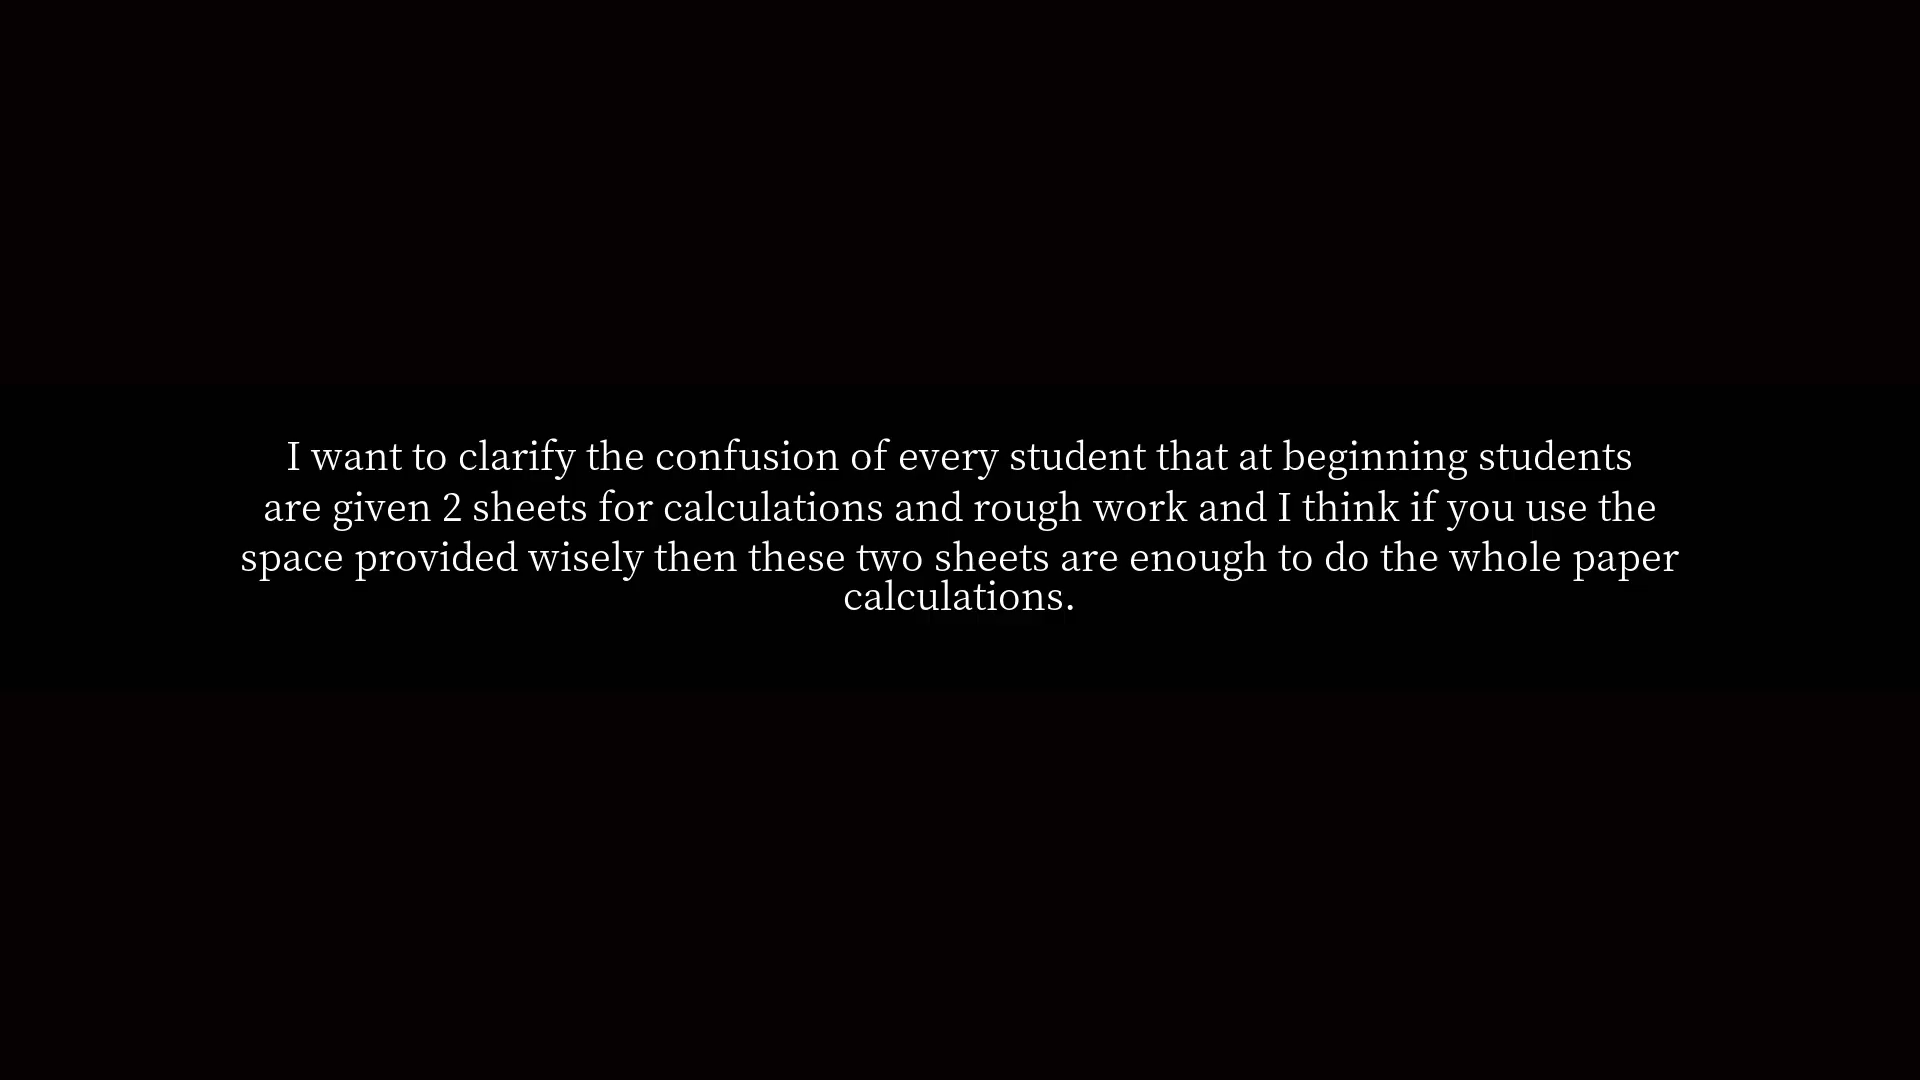 I want to clarify the confusion of every student that at beginning students
are given 2 sheets for calculations and rough work and I think if you use the
space provided wisely then these two sheets are enough to do the whole paper
calculations.